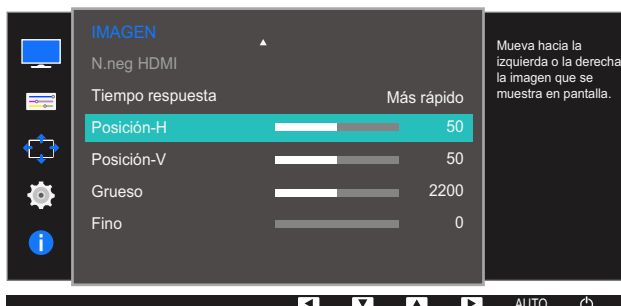 IMAGEN
N.neg HDMI
Tiempo respuesta Más rápido
Posición-H 50
Posición-V 50
Grueso 2200
Fino 0
Mueva hacia la
izquierda o la derecha
la imagen que se
muestra en pantalla.
AUTO